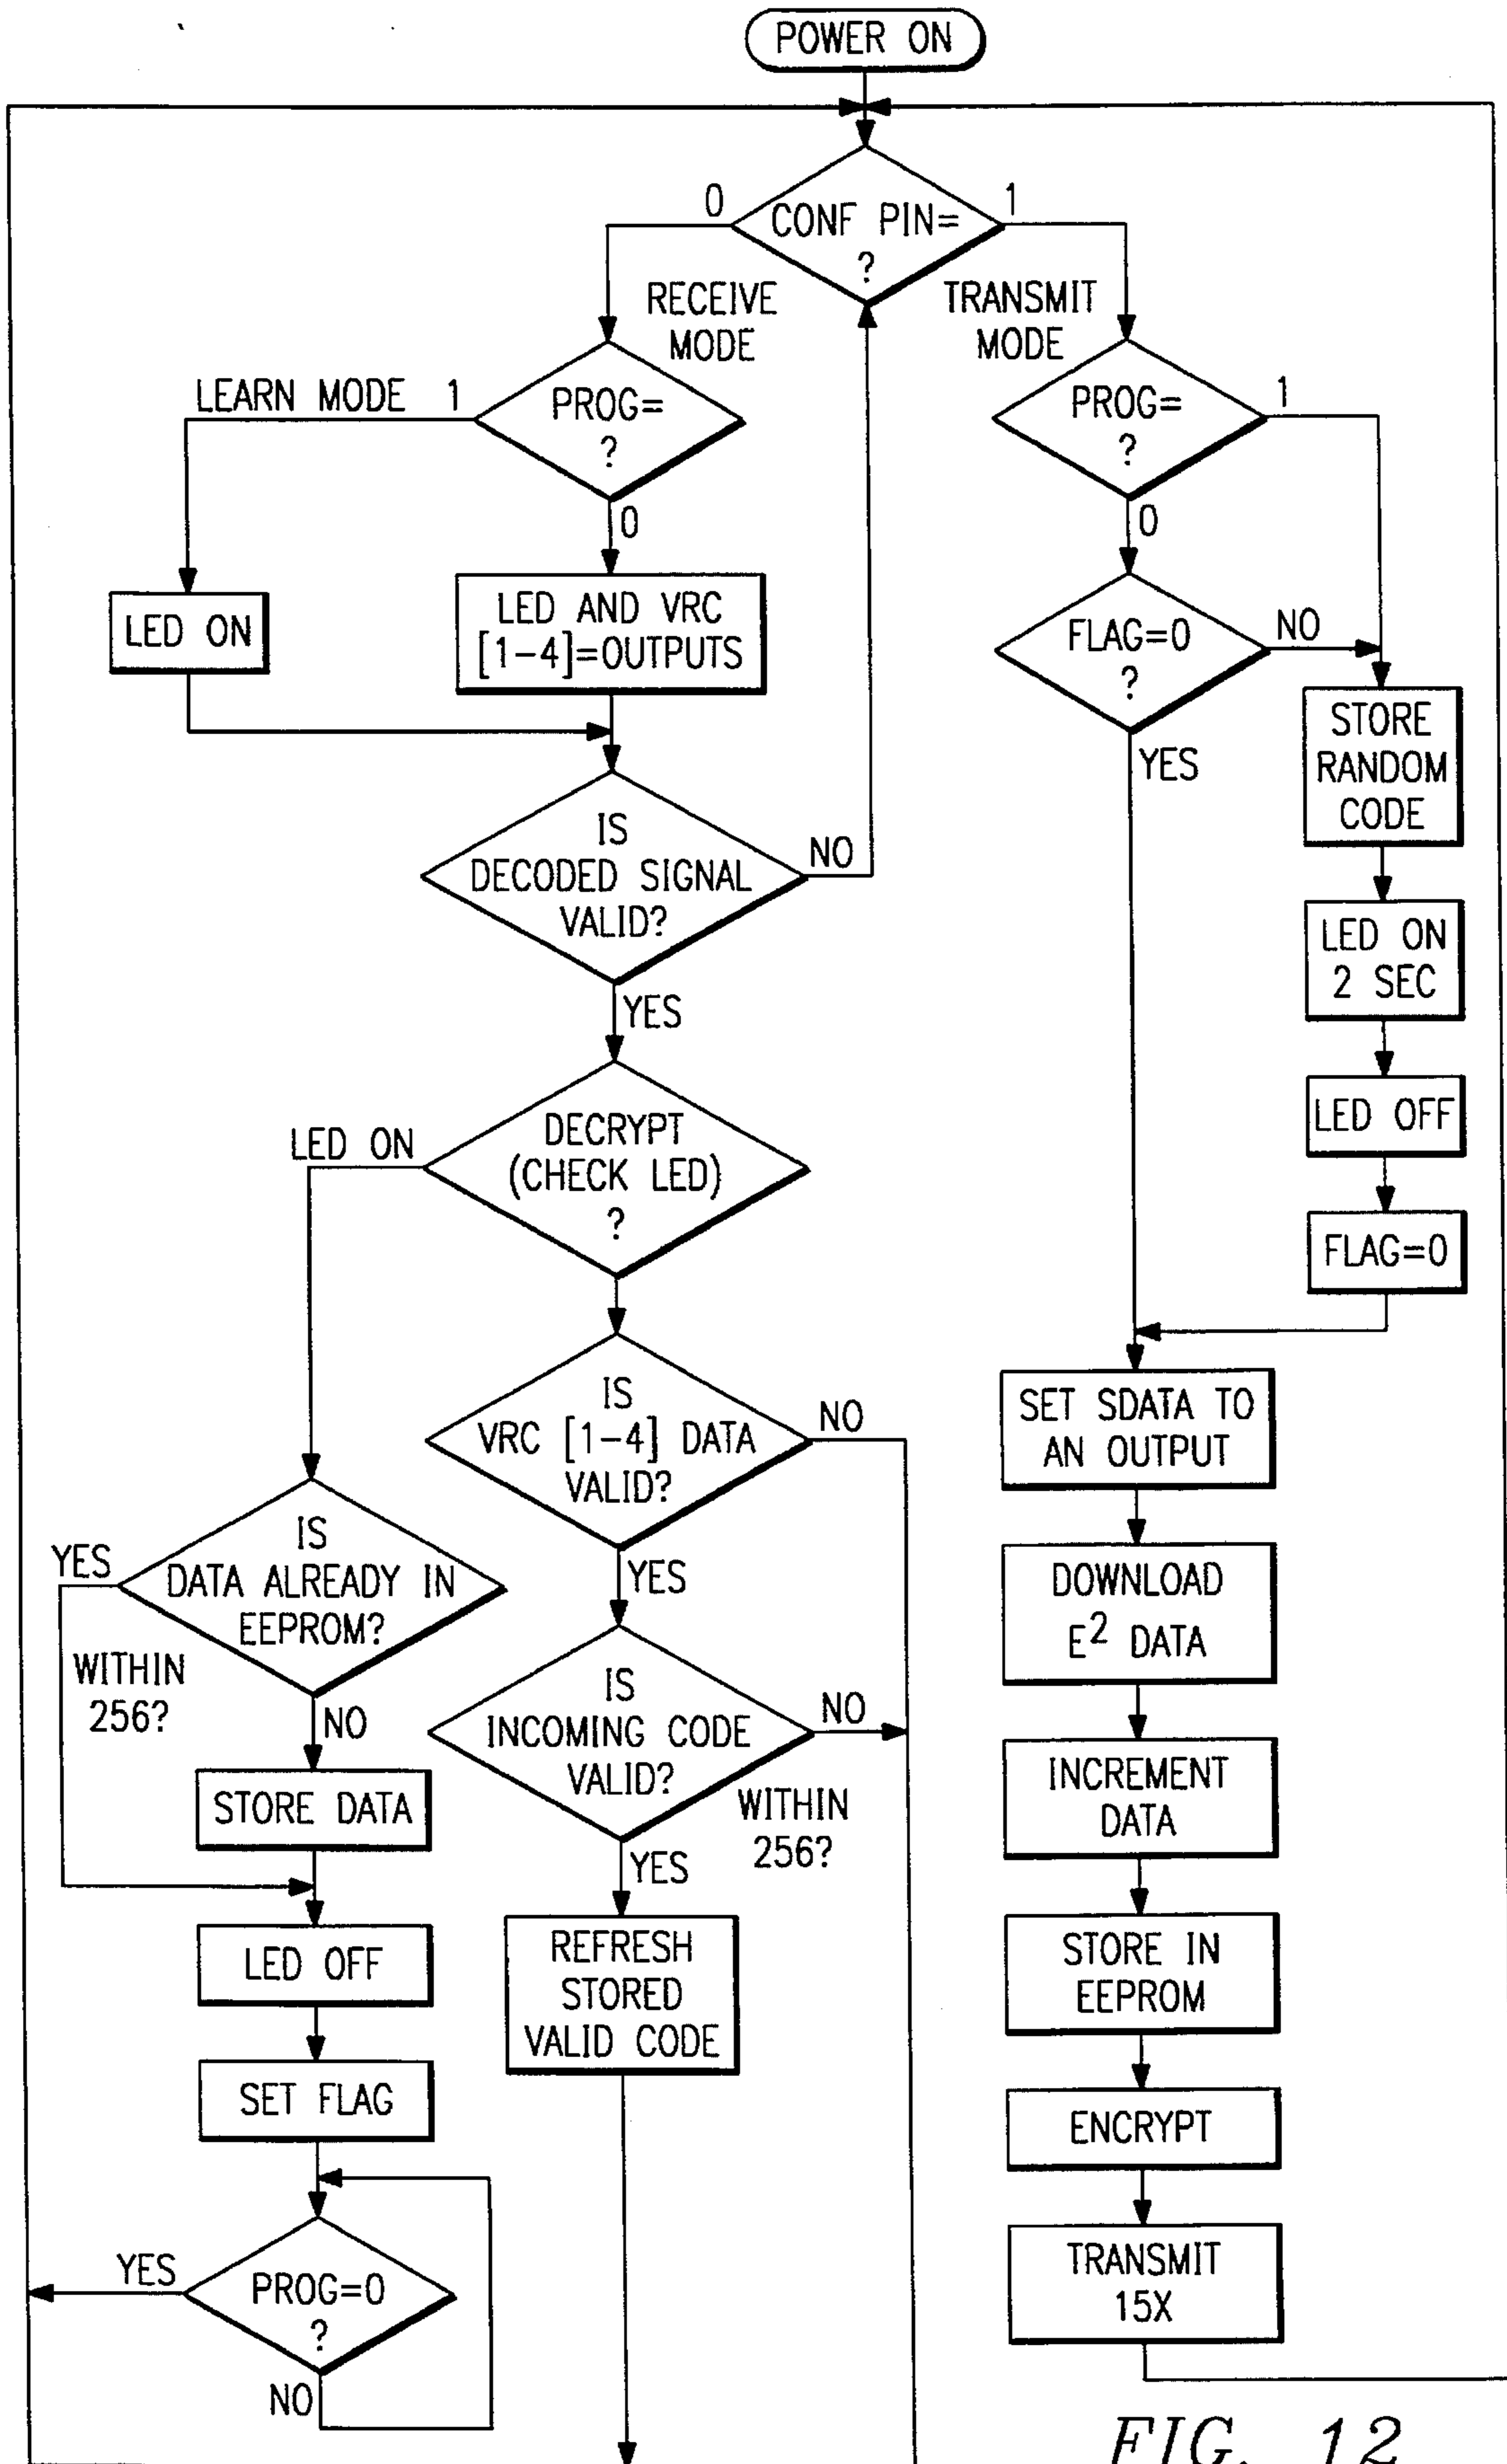 POWER ON
0
CONF PIN=
?
1
RECEIVE
MODE
TRANSMIT
MODE
LEARN MODE 1
PROG=
?
0
PROG=
?
1
0
LED ON
LED AND VRC
[1-4]=OUTPUTS
FLAG=0
?
NO
YES
STORE
RANDOM
CODE
IS
DECODED SIGNAL
VALID?
NO
YES
LED ON
2 SEC
LED OFF
FLAG=0
LED ON
DECRYPT
(CHECK LED)
?
IS
VRC [1-4] DATA
VALID?
NO
YES
SET SDATA TO
AN OUTPUT
YES
IS
DATA ALREADY IN
EEPROM?
WITHIN
256?
NO
IS
INCOMING CODE
VALID?
NO
WITHIN
256?
YES
DOWNLOAD
E2 DATA
INCREMENT
DATA
STORE DATA
LED OFF
REFRESH
STORED
VALID CODE
STORE IN
EEPROM
SET FLAG
ENCRYPT
YES
PROG=0
?
NO
TRANSMIT
15X
FIG. 12